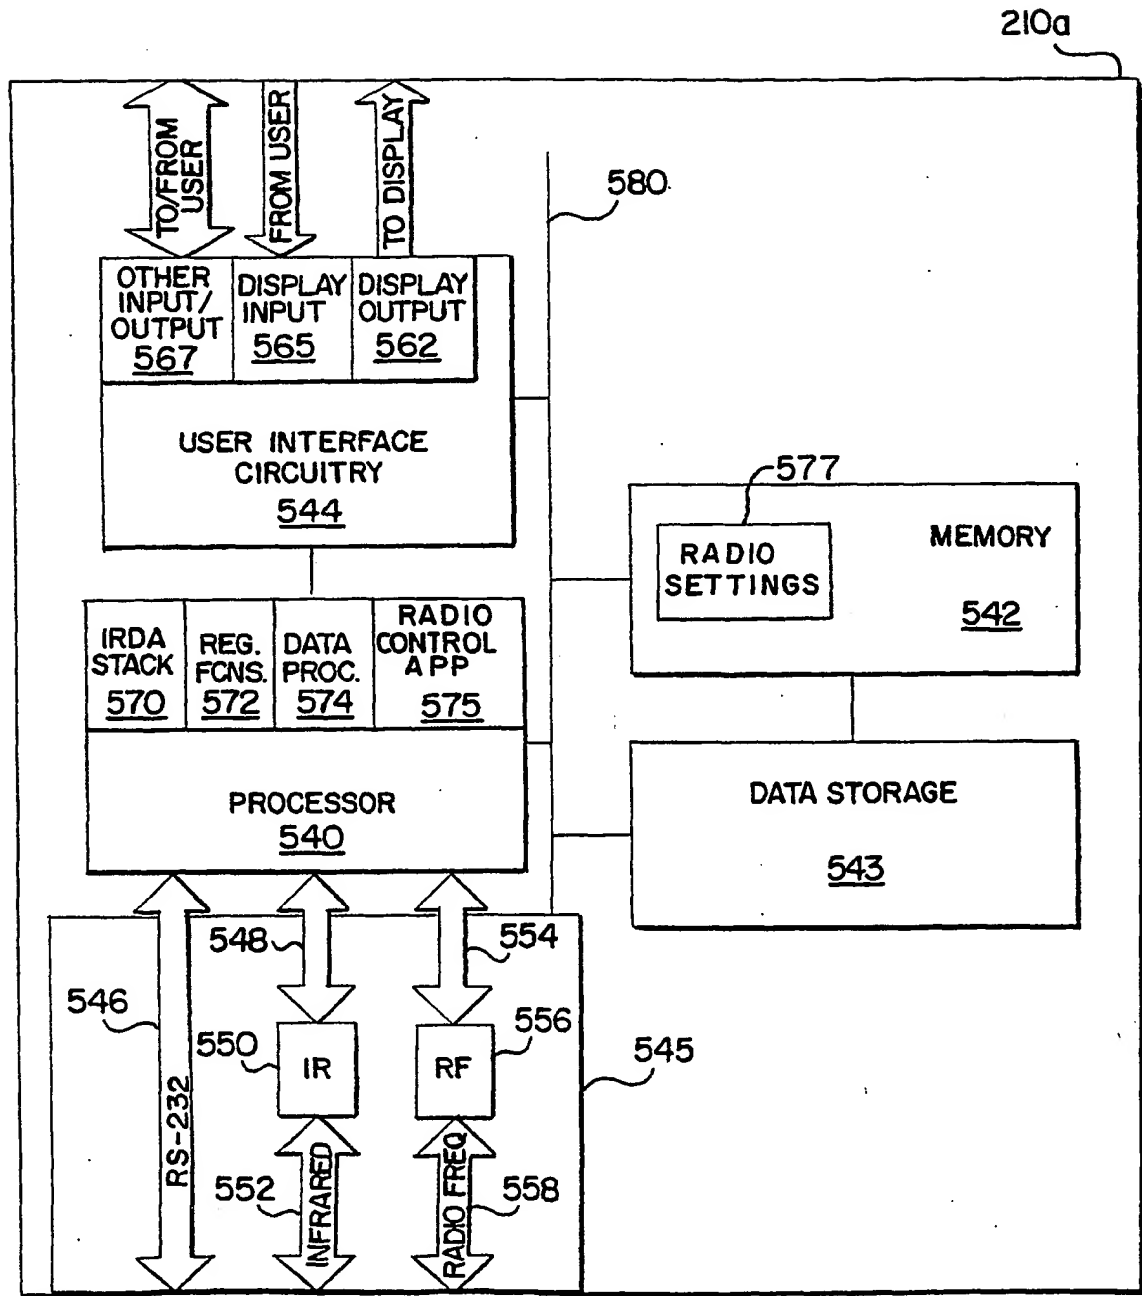 210a
TO/FROM
USER
FROM USER
TO DISPLAY
580
OTHER
INPUT/
OUTPUT
567
DISPLAY
INPUT
565
DISPLAY
OUTPUT
562
USER INTERFACE
CIRCUITRY
544
577
RADIO
SETTINGS
MEMORY
542
IRDA
STACK
570
REG.
FCNS.
572
DATA
PROC.
574
RADIO
CONTROL
APP
575
PROCESSOR
540
DATA STORAGE
543
548
554
546
550
IR
RF
556
545
RS-232
552
INFRARED
RADIO FREQ
558